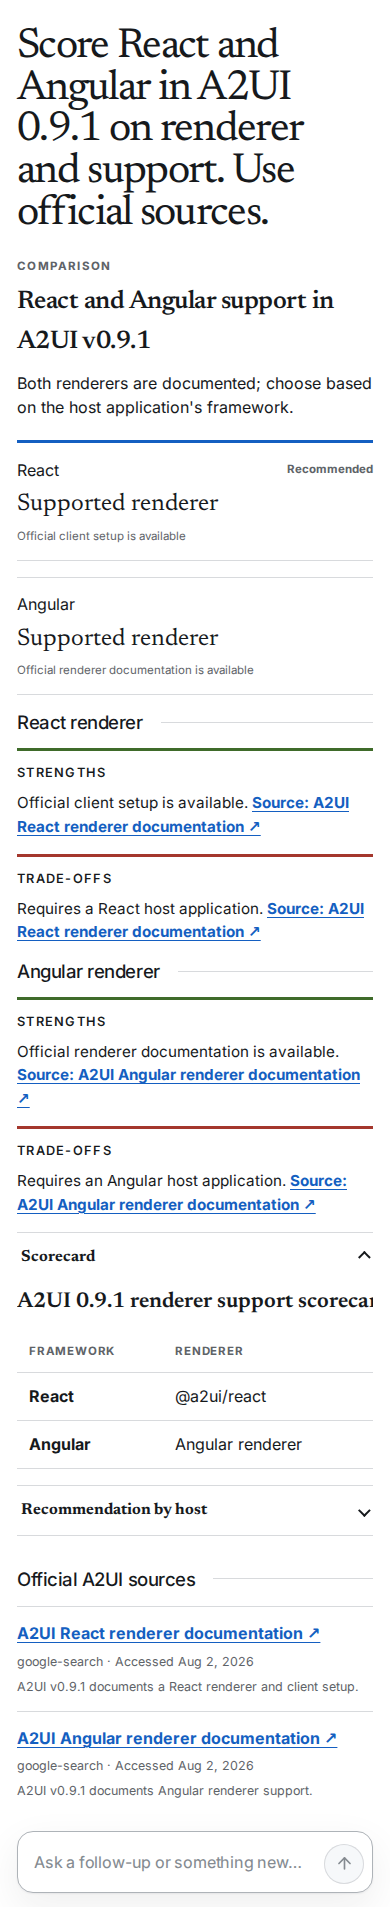 Score React and
Angular in A2UI
0.9.1 on renderer
and support. Use
official sources.
COMPARISON
React and Angular support in
A2UI v0.9.1
Both renderers are documented; choose based
on the host application's framework.
React
Recommended
Supported renderer
Official client setup is available
Angular
Supported renderer
Official renderer documentation is available
React renderer
STRENGTHS
Official client setup is available. Source: A2UI
React renderer documentation ↗
TRADE-OFFS
Requires a React host application. Source: A2UI
React renderer documentation ↗
Angular renderer
STRENGTHS
Official renderer documentation is available.
Source: A2UI Angular renderer documentation
↗
TRADE-OFFS
Requires an Angular host application. Source:
A2UI Angular renderer documentation ↗
Scorecard
A2UI 0.9.1 renderer support scorecar
FRAMEWORK RENDERER
React @a2ui/react
Angular Angular renderer
Recommendation by host
Official A2UI sources
A2UI React renderer documentation ↗
google-search · Accessed Aug 2, 2026
A2UI v0.9.1 documents a React renderer and client setup.
A2UI Angular renderer documentation ↗
google-search · Accessed Aug 2, 2026
A2UI v0.9.1 documents Angular renderer support.
Ask a follow-up or something new...